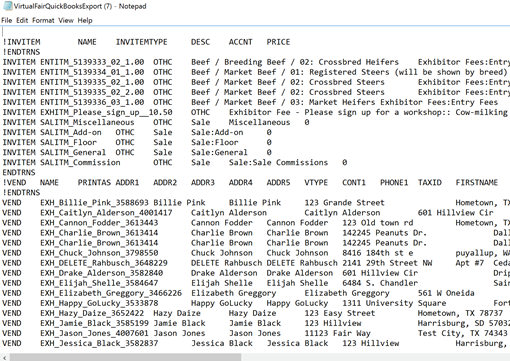 VirtualFairQuickBooksExport (7) - Notepad
File Edit Format View Help
!INVITEM NAME INVITEMTYPE DESC ACCNT PRICE
!ENDTRNS
INVITEM ENTITM_5139333_02_1.00 OTHC Beef / Breeding Beef / 02: Crossbred Heifers Exhibitor Fees:Entry
INVITEM ENTITM_5139334_01_1.00 OTHC Beef / Market Beef / 01: Registered Steers (will be shown by breed)
INVITEM ENTITM_5139335_02_1.00 OTHC Beef / Market Beef / 02: Crossbred Steers Exhibitor Fees:Entry
INVITEM ENTITM_5139335_02_2.00 OTHC Beef / Market Beef / 02: Crossbred Steers Exhibitor Fees:Entry
INVITEM ENTITM_5139336_03_1.00 OTHC Beef / Market Beef / 03: Market Heifers Exhibitor Fees:Entry Fees
INVITEM EXHITM_Please_sign_up__10.50 OTHC Exhibitor Fee - Please sign up for a workshop:: Cow-milking
INVITEM SALITM_Miscellaneous OTHC Sale Miscellaneous 0
INVITEM SALITM_Add-on OTHC Sale Sale:Add-on 0
INVITEM SALITM_Floor OTHC Sale Sale:Floor 0
INVITEM SALITM_General OTHC Sale Sale:General 0
INVITEM SALITM_Commission OTHC Sale Sale:Sale Commissions 0
ENDTRNS
!VEND NAME PRINTAS ADDR1 ADDR2 ADDR3 ADDR4 ADDR5 VTYPE CONT1 PHONE1 TAXID FIRSTNAME
!ENDTRNS
VEND EXH_Billie_Pink_3588693 Billie Pink Billie Pink 123 Grande Street Hometown, T
VEND EXH_Caitlyn_Alderson_4001417 Caitlyn Alderson Caitlyn Alderson 601 Hillview Cir
VEND EXH_Cannon_Fodder_3613443 Cannon Fodder Cannon Fodder 123 Old town rd Hometown, T
VEND EXH_Charlie_Brown_3613414 Charlie Brown Charlie Brown 142245 Peanuts Dr. Dall
VEND EXH_Charlie_Brown_3613414 Charlie Brown Charlie Brown 142245 Peanuts Dr. Dall
VEND EXH_Chuck_Johnson_3798550 Chuck Johnson Chuck Johnson 8416 184th st e puyallup, WA
VEND EXH_DELETE_Rahbusch_3648229 DELETE Rahbusch DELETE Rahbusch 2141 29th Street NW Apt #7 Ceda
VEND EXH_Drake_Alderson_3582840 Drake Alderson Drake Alderson 601 Hillview Cir Drip
VEND EXH_Elijah_Shelle_3584647 Elijah Shelle Elijah Shelle 6484 S. Crandler Sain
VEND EXH_Elizabeth_Greggory_3466226 Elizabeth Greggory Elizabeth Greggory 561 W Oneida
VEND EXH_Happy_GoLucky_3533878 Happy GoLucky Happy GoLucky 1311 University Square Fort
VEND EXH_Hazy_Daize_3652422 Hazy Daize Hazy Daize 123 Easy Street Hometown, TX 78737
VEND EXH_Jamie_Black_3585199 Jamie Black Jamie Black 123 Hillview Harrisburg, SD 57032
VEND EXH_Jason_Jones_4007601 Jason Jones Jason Jones 11123 Fair Way Test City, TX 74343
VEND EXH_Jessica_Black_3582837 Jessica Black Jessica Black 123 Hillview Harrisburg,